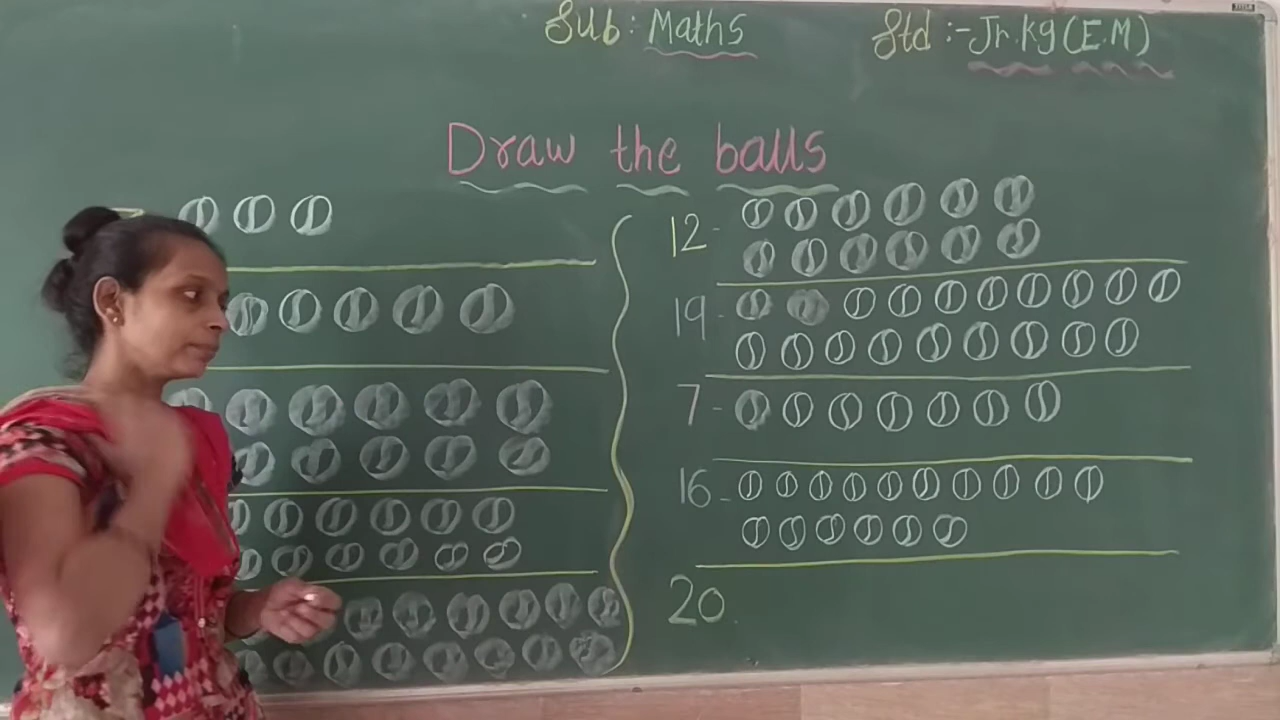 Sub : Maths
Std :- Jr.kg (E.M)
Draw the balls
12 -
19 -
7 -
16 -
20